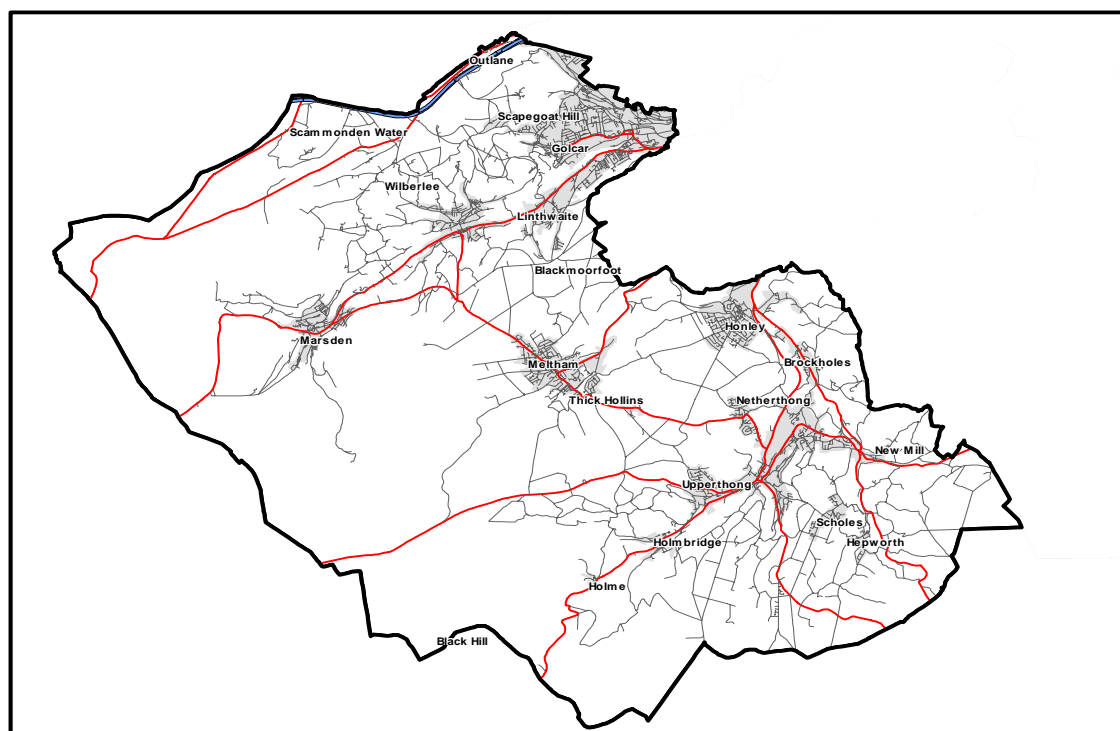 Outlane
Scapegoat Hill
Scammonden Water
Golcar
Wilberlee
Linthwaite
Blackmoorfoot
Honley
Marsden
Brockholes
Meltham
Thick Hollins
Netherthong
New Mill
Upperthong
Scholes
Holmbridge
Hepworth
Holme
Black Hill